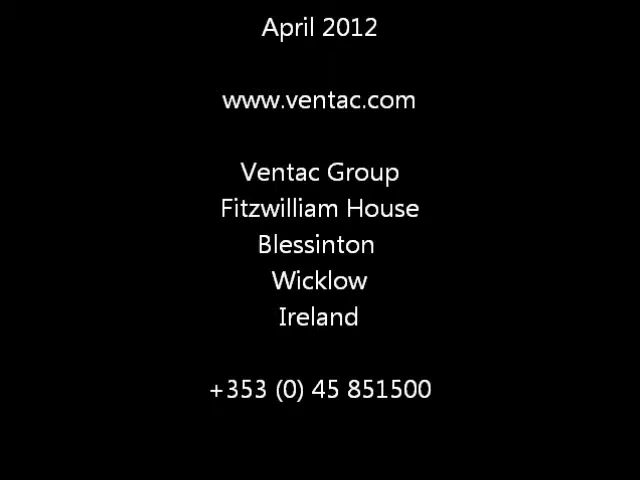 April 2012
www.ventac.com
Ventac Group
Fitzwilliam House
Blessinton
Wicklow
Ireland
+353 (0) 45 851500